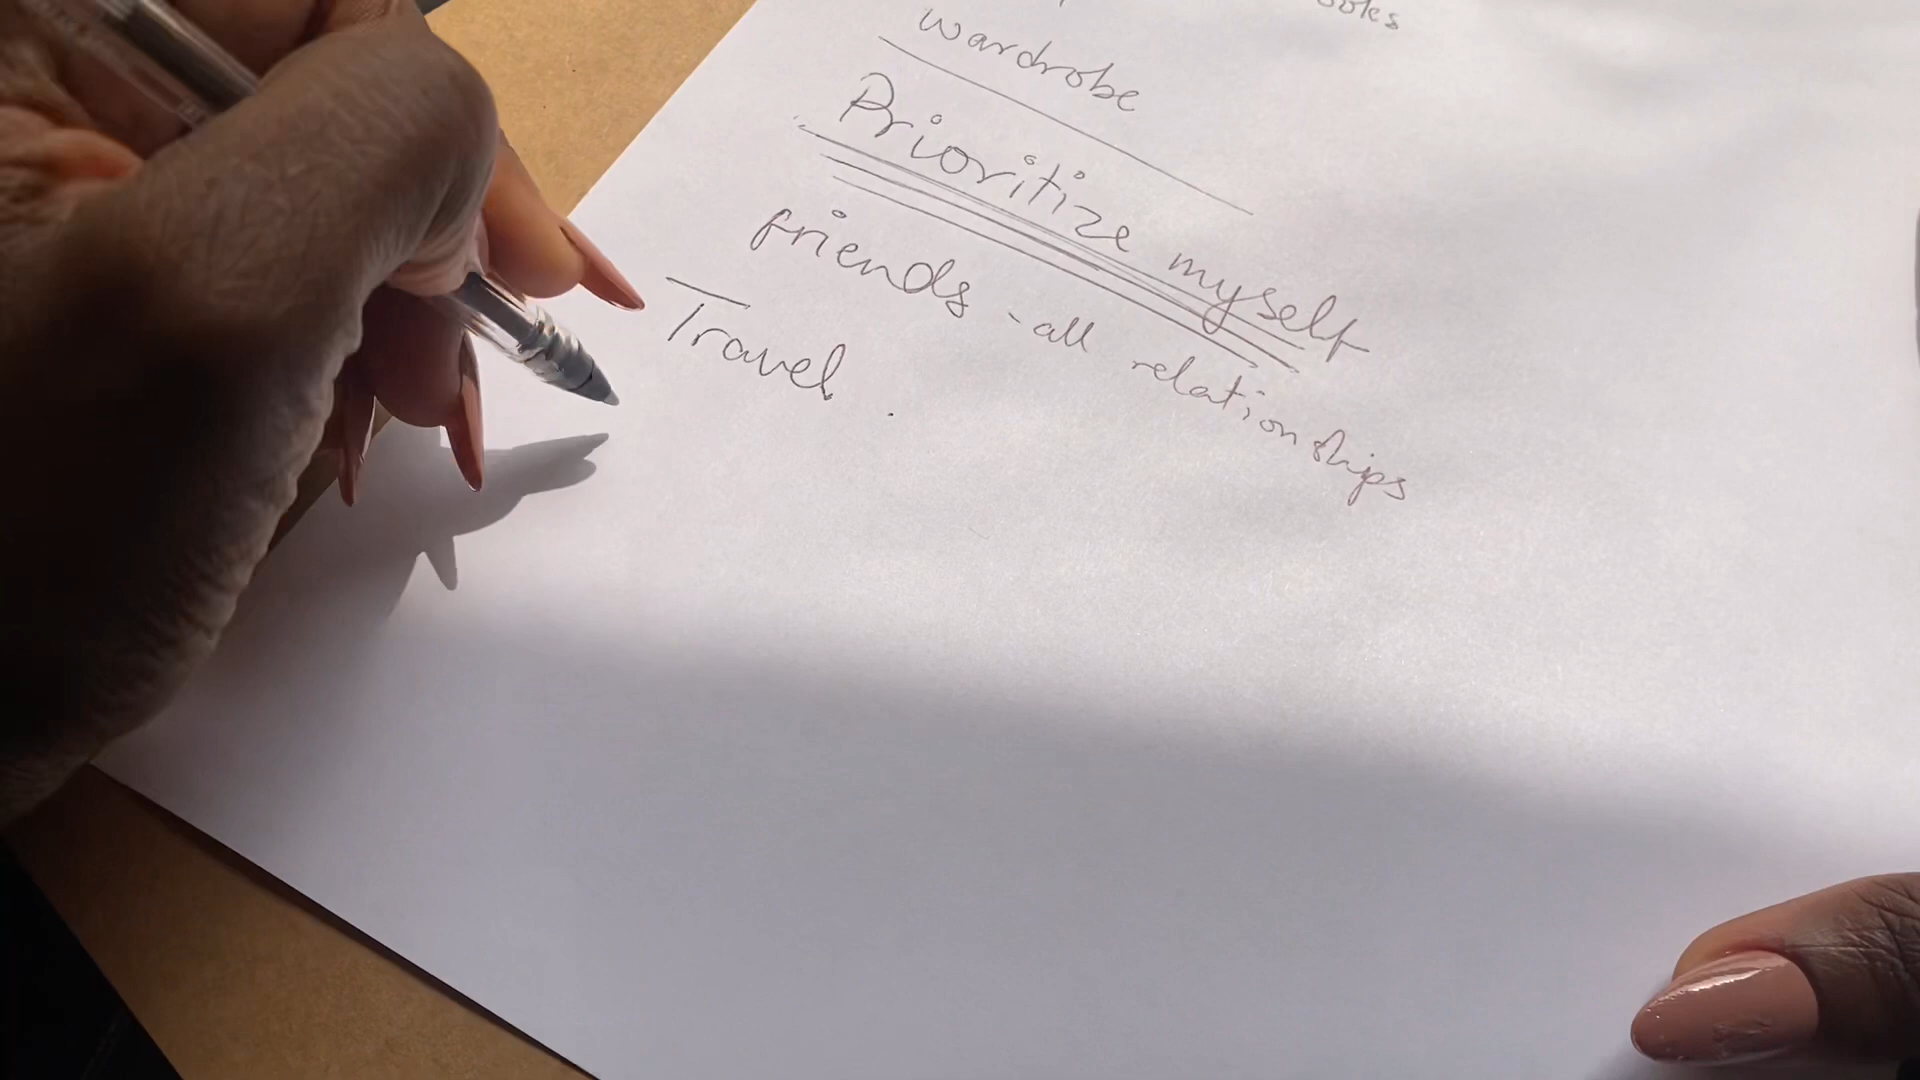 wardrobe
Prioritize myself
friends - all relationships
Travel.